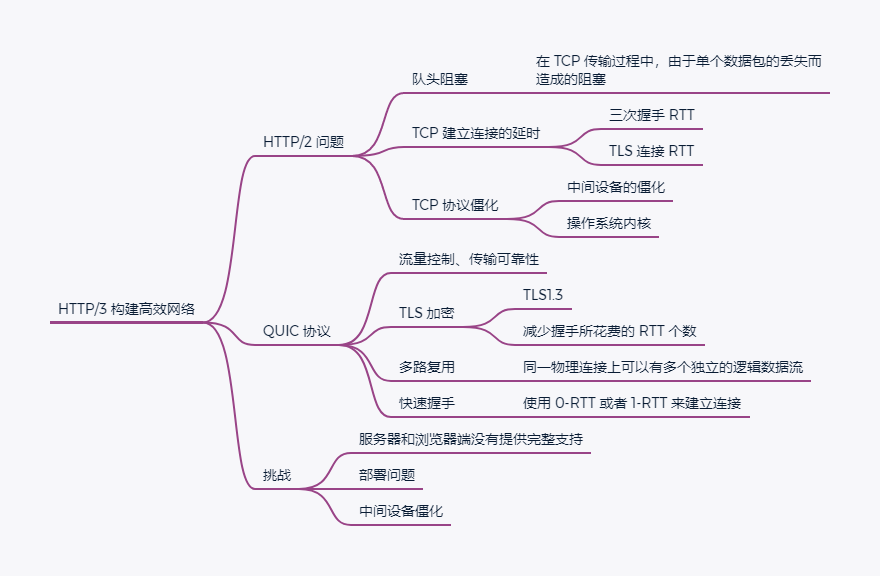 HTTP/3 构建高效网络
HTTP/2 问题
队头阻塞
在 TCP 传输过程中，由于单个数据包的丢失而
造成的阻塞
TCP 建立连接的延时
三次握手 RTT
TLS 连接 RTT
TCP 协议僵化
中间设备的僵化
操作系统内核
QUIC 协议
流量控制、传输可靠性
TLS 加密
TLS1.3
减少握手所花费的 RTT 个数
多路复用
同一物理连接上可以有多个独立的逻辑数据流
快速握手
使用 0-RTT 或者 1-RTT 来建立连接
挑战
服务器和浏览器端没有提供完整支持
部署问题
中间设备僵化